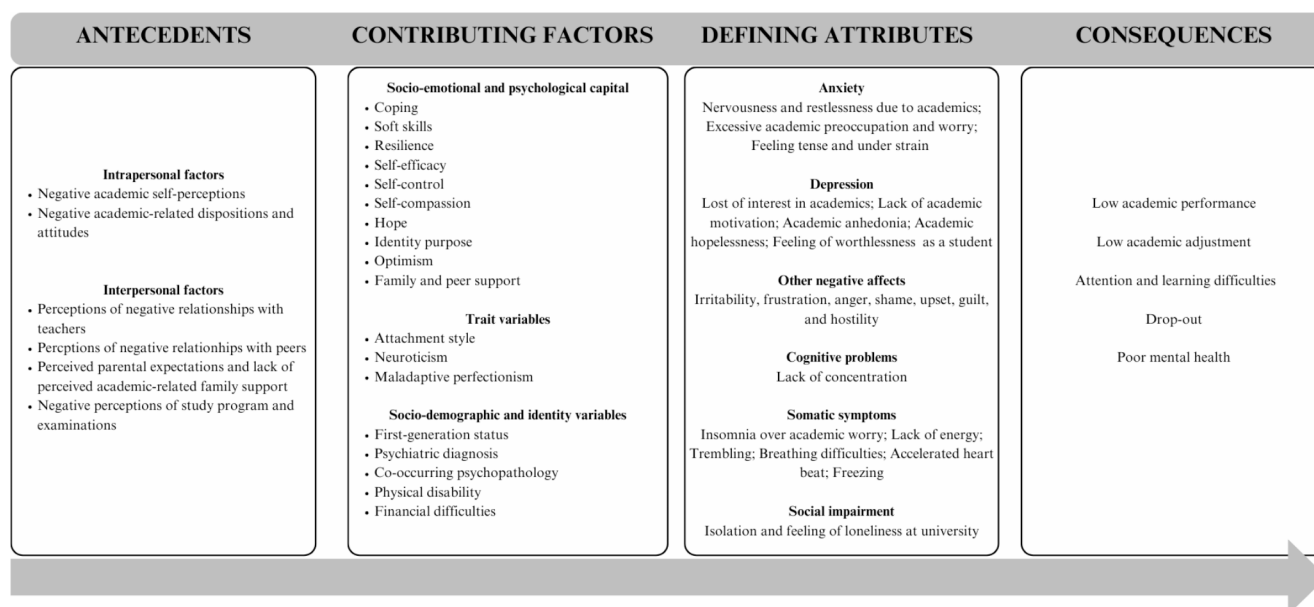 ANTECEDENTS
CONTRIBUTING FACTORS
DEFINING ATTRIBUTES
CONSEQUENCES
Intrapersonal factors
• Negative academic self-perceptions
• Negative academic-related dispositions and
attitudes
Interpersonal factors
• Perceptions of negative relationships with
teachers
• Percptions of negative relationhips with peers
• Perceived parental expectations and lack of
perceived academic-related family support
• Negative perceptions of study program and
examinations
Socio-emotional and psychological capital
• Coping
• Soft skills
• Resilience
• Self-efficacy
• Self-control
• Self-compassion
• Hope
• Identity purpose
• Optimism
• Family and peer support
Trait variables
• Attachment style
• Neuroticism
• Maladaptive perfectionism
Socio-demographic and identity variables
• First-generation status
• Psychiatric diagnosis
• Co-occurring psychopathology
• Physical disability
• Financial difficulties
Anxiety
Nervousness and restlessness due to academics;
Excessive academic preoccupation and worry;
Feeling tense and under strain
Depression
Lost of interest in academics; Lack of academic
motivation; Academic anhedonia; Academic
hopelessness; Feeling of worthlessness as a student
Other negative affects
Irritability, frustration, anger, shame, upset, guilt,
and hostility
Cognitive problems
Lack of concentration
Somatic symptoms
Insomnia over academic worry; Lack of energy;
Trembling; Breathing difficulties; Accelerated heart
beat; Freezing
Social impairment
Isolation and feeling of loneliness at university
Low academic performance
Low academic adjustment
Attention and learning difficulties
Drop-out
Poor mental health